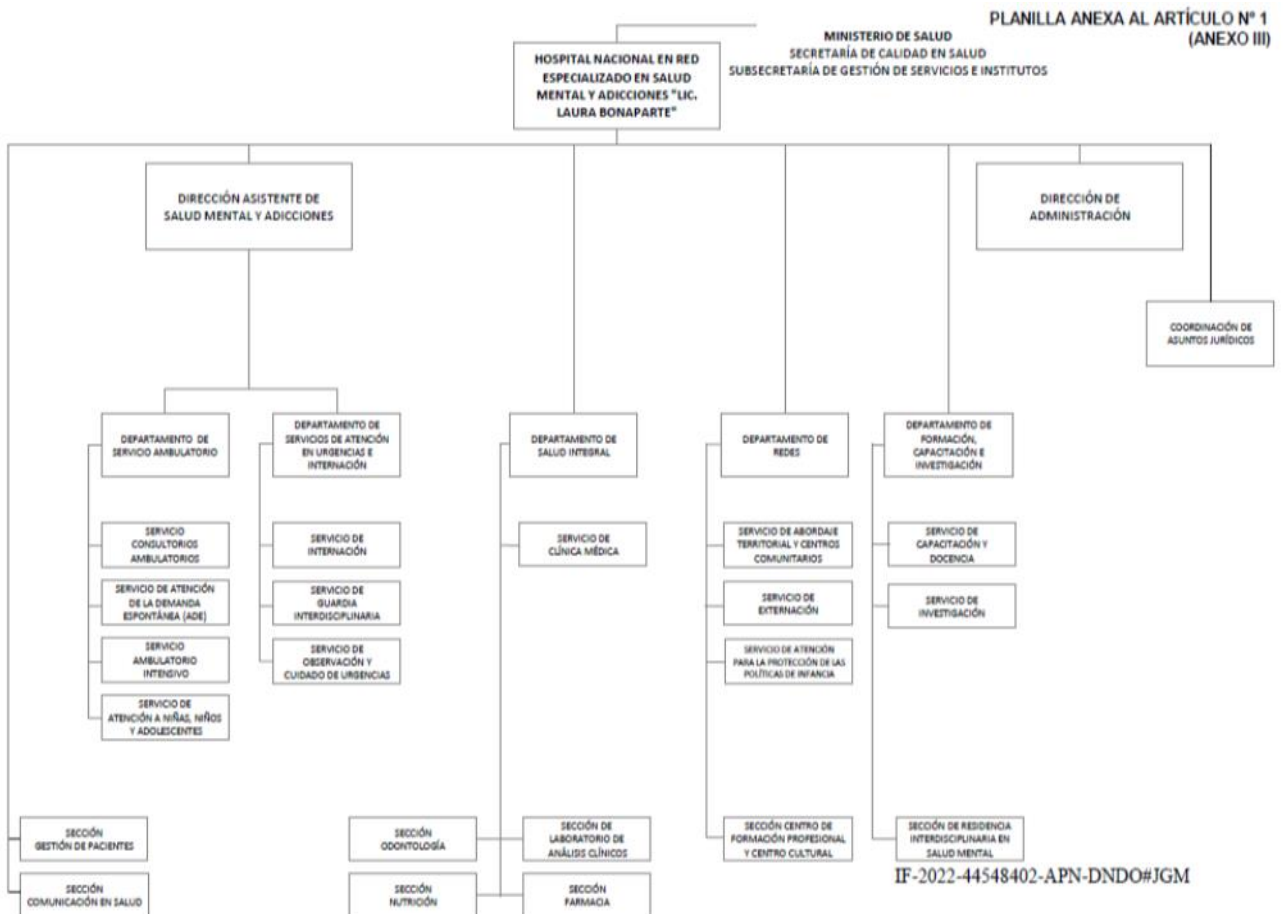 PLANILLA ANEXA AL ARTÍCULO N° 1
(ANEXO III)
MINISTERIO DE SALUD
SECRETARÍA DE CALIDAD EN SALUD
SUBSECRETARÍA DE GESTIÓN DE SERVICIOS E INSTITUTOS
HOSPITAL NACIONAL EN RED
ESPECIALIZADO EN SALUD
MENTAL Y ADICCIONES "LIC.
LAURA BONAPARTE"
DIRECCIÓN ASISTENTE DE
SALUD MENTAL Y ADICCIONES
DIRECCIÓN DE
ADMINISTRACIÓN
COORDINACIÓN DE
ASUNTOS JURÍDICOS
DEPARTAMENTO DE
SERVICIO AMBULATORIO
DEPARTAMENTO DE
SERVICIOS DE ATENCIÓN
EN URGENCIAS E
INTERNACIÓN
DEPARTAMENTO DE
SALUD INTEGRAL
DEPARTAMENTO DE
REDES
DEPARTAMENTO DE
FORMACIÓN,
CAPACITACIÓN E
INVESTIGACIÓN
SERVICIO
CONSULTORIOS
AMBULATORIOS
SERVICIO DE
INTERNACIÓN
SERVICIO DE
CLÍNICA MÉDICA
SERVICIO DE ABORDAJE
TERRITORIAL Y CENTROS
COMUNITARIOS
SERVICIO DE
CAPACITACIÓN Y
DOCENCIA
SERVICIO DE ATENCIÓN
DE LA DEMANDA
ESPONTÁNEA (ADE)
SERVICIO DE
GUARDIA
INTERDISCIPLINARIA
SERVICIO DE
EXTERNACIÓN
SERVICIO DE
INVESTIGACIÓN
SERVICIO
AMBULATORIO
INTENSIVO
SERVICIO DE
OBSERVACIÓN Y
CUIDADO DE URGENCIAS
SERVICIO DE ATENCIÓN
PARA LA PROTECCIÓN DE LAS
POLÍTICAS DE INFANCIA
SERVICIO DE
ATENCIÓN A NIÑAS, NIÑOS
Y ADOLESCENTES
SECCIÓN
GESTIÓN DE PACIENTES
SECCIÓN
ODONTOLOGÍA
SECCIÓN DE
LABORATORIO DE
ANÁLISIS CLÍNICOS
SECCIÓN CENTRO DE
FORMACIÓN PROFESIONAL
Y CENTRO CULTURAL
SECCIÓN DE RESIDENCIA
INTERDISCIPLINARIA EN
SALUD MENTAL
IF-2022-44548402-APN-DNDO#JGM
SECCIÓN
COMUNICACIÓN EN SALUD
SECCIÓN
NUTRICIÓN
SECCIÓN
FARMACIA